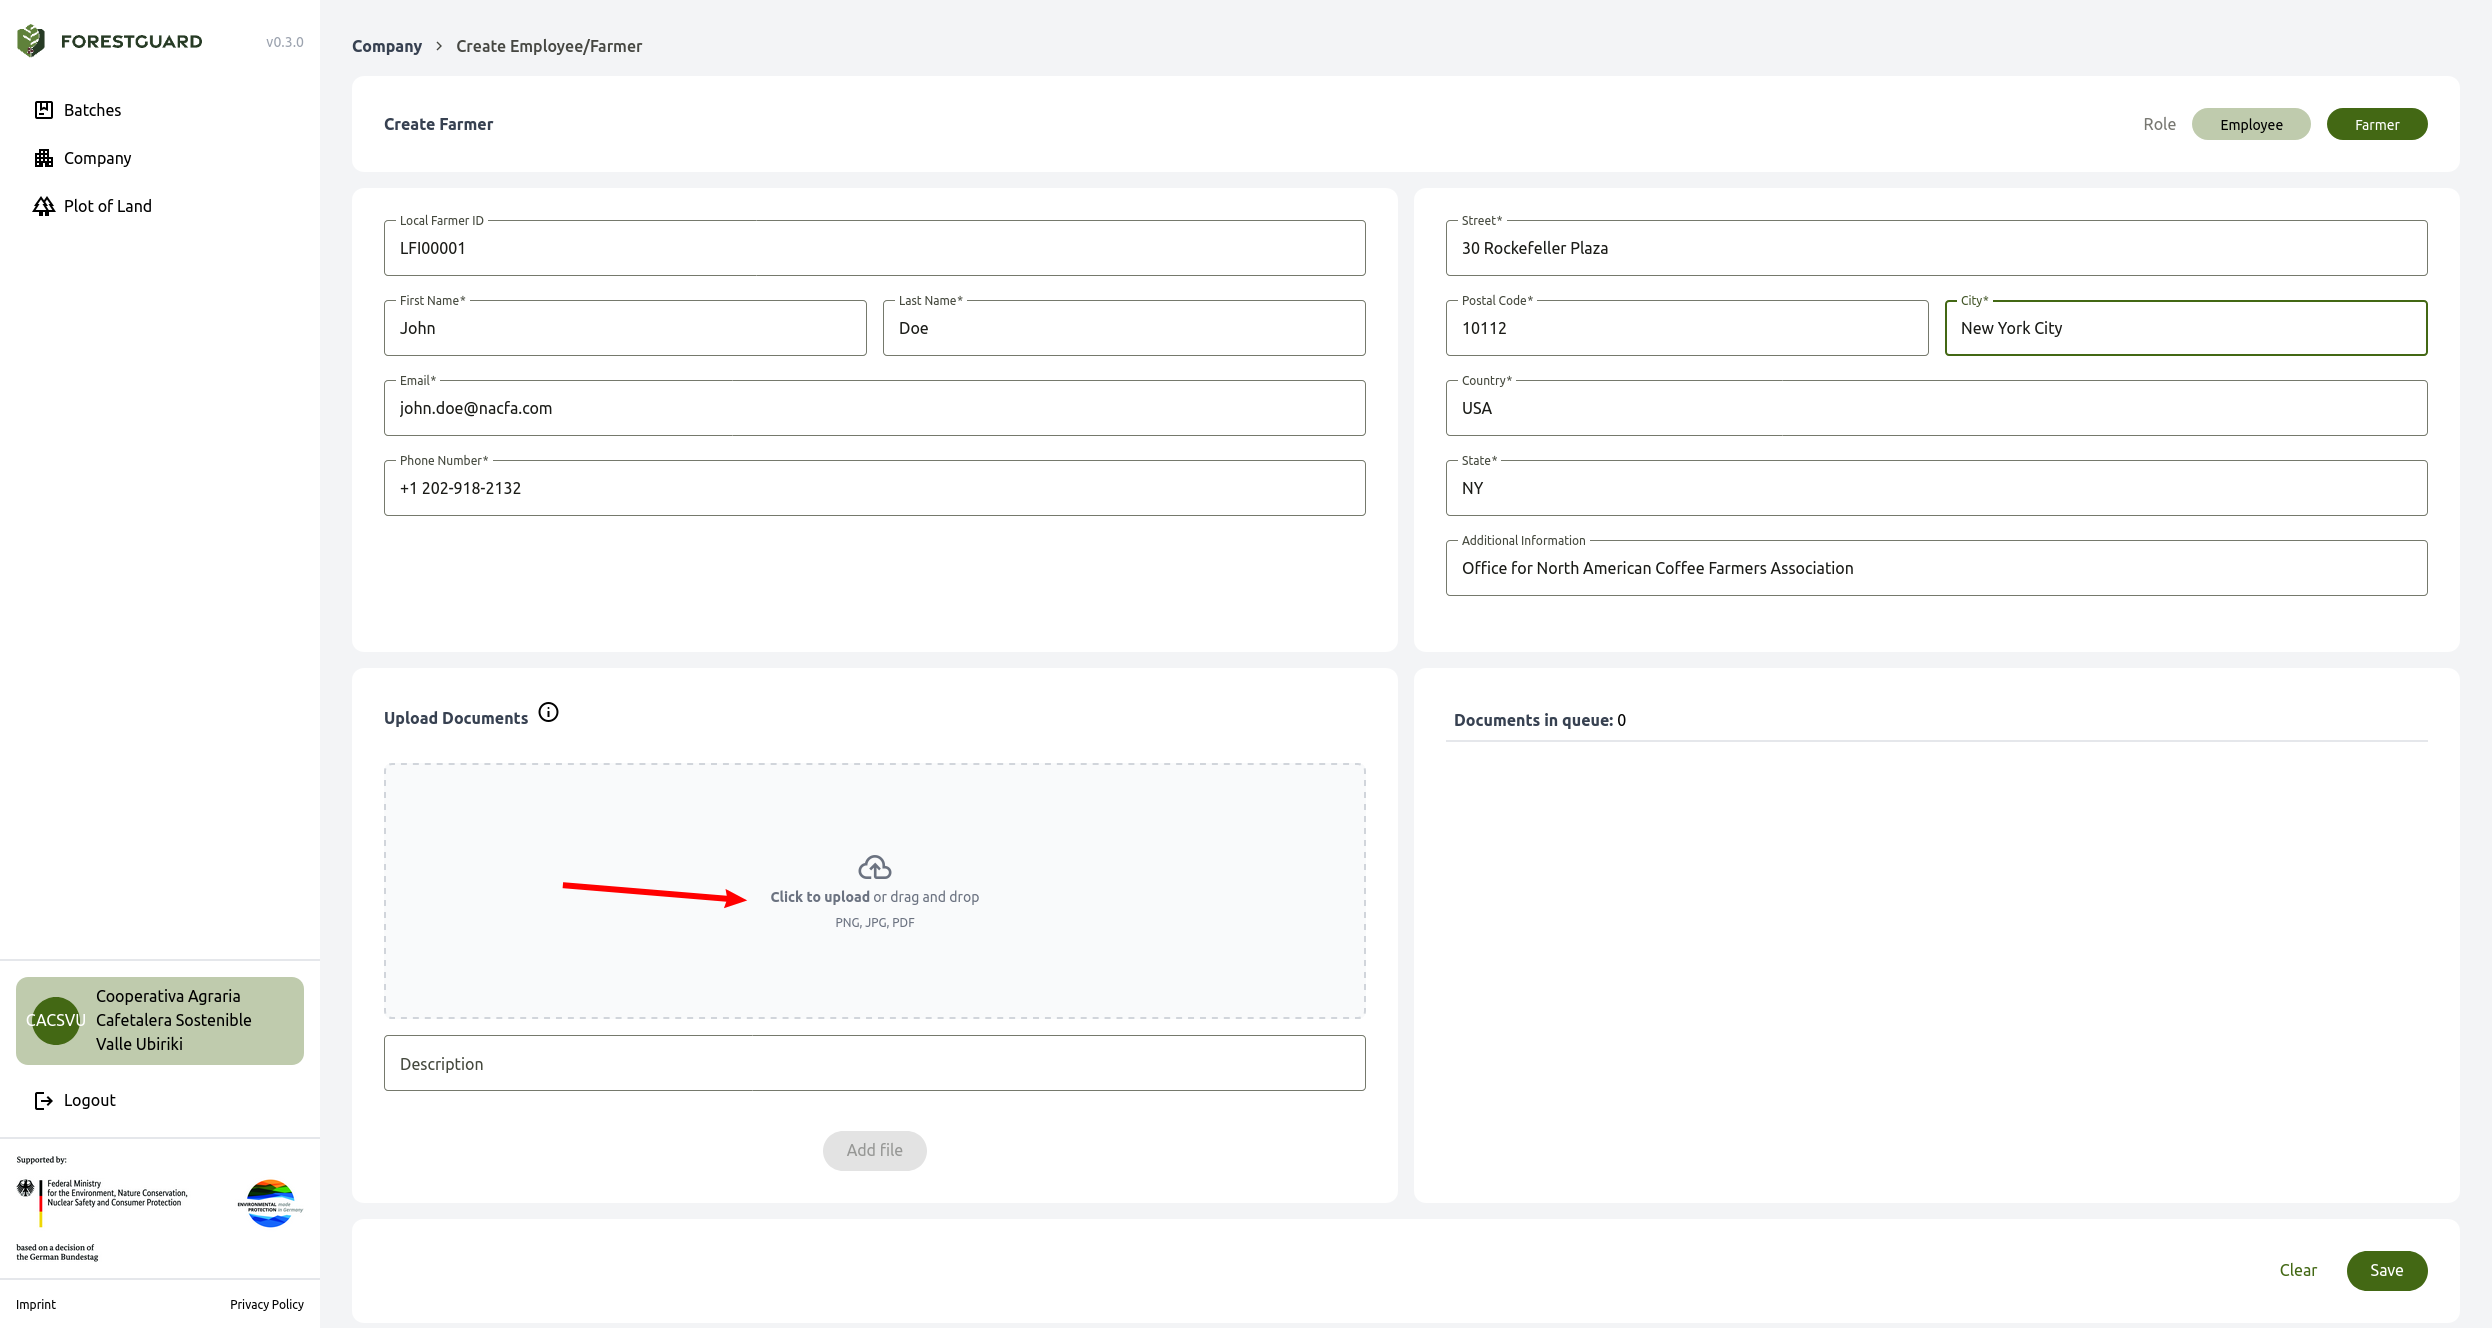 FORESTGUARD
v0.3.0
Batches
Company
Plot of Land
Cooperativa Agraria
Cafetalera Sostenible
Valle Ubiriki
CACSVU
Logout
Supported by:
Federal Ministry
for the Environment, Nature Conservation,
Nuclear Safety and Consumer Protection
ENVIRONMENTAL made
PROTECTION in Germany
based on a decision of
the German Bundestag
Imprint
Privacy Policy
Company > Create Employee/Farmer
Create Farmer
Role
Employee
Farmer
Local Farmer ID
LFI00001
First Name*
John
Last Name*
Doe
Email*
john.doe@nacfa.com
Phone Number*
+1 202-918-2132
Street*
30 Rockefeller Plaza
Postal Code*
10112
City*
New York City
Country*
USA
State*
NY
Additional Information
Office for North American Coffee Farmers Association
Upload Documents
Click to upload or drag and drop
PNG, JPG, PDF
Description
Add file
Documents in queue: 0
Clear
Save